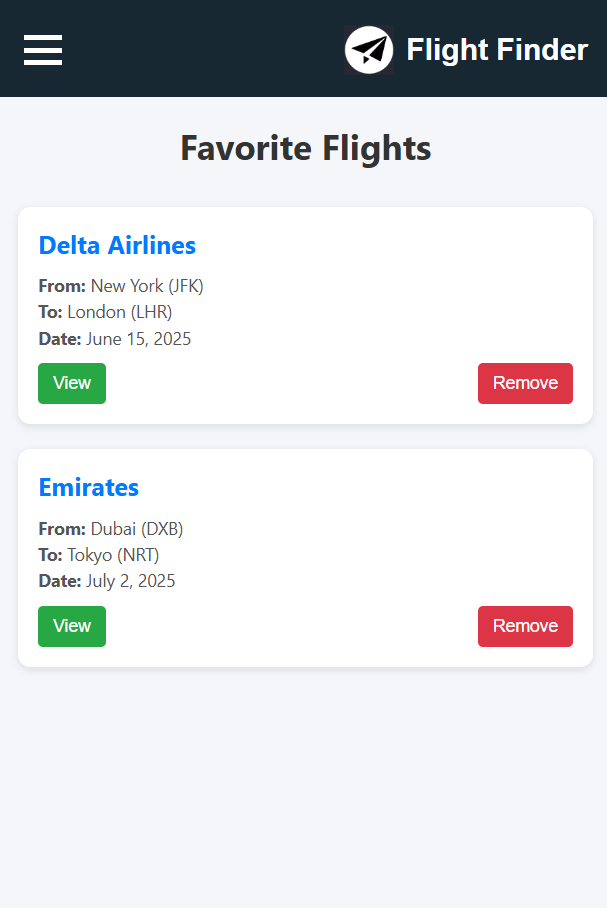 Flight Finder
Favorite Flights
Delta Airlines
From: New York (JFK)
To: London (LHR)
Date: June 15, 2025
View Remove
Emirates
From: Dubai (DXB)
To: Tokyo (NRT)
Date: July 2, 2025
View Remove